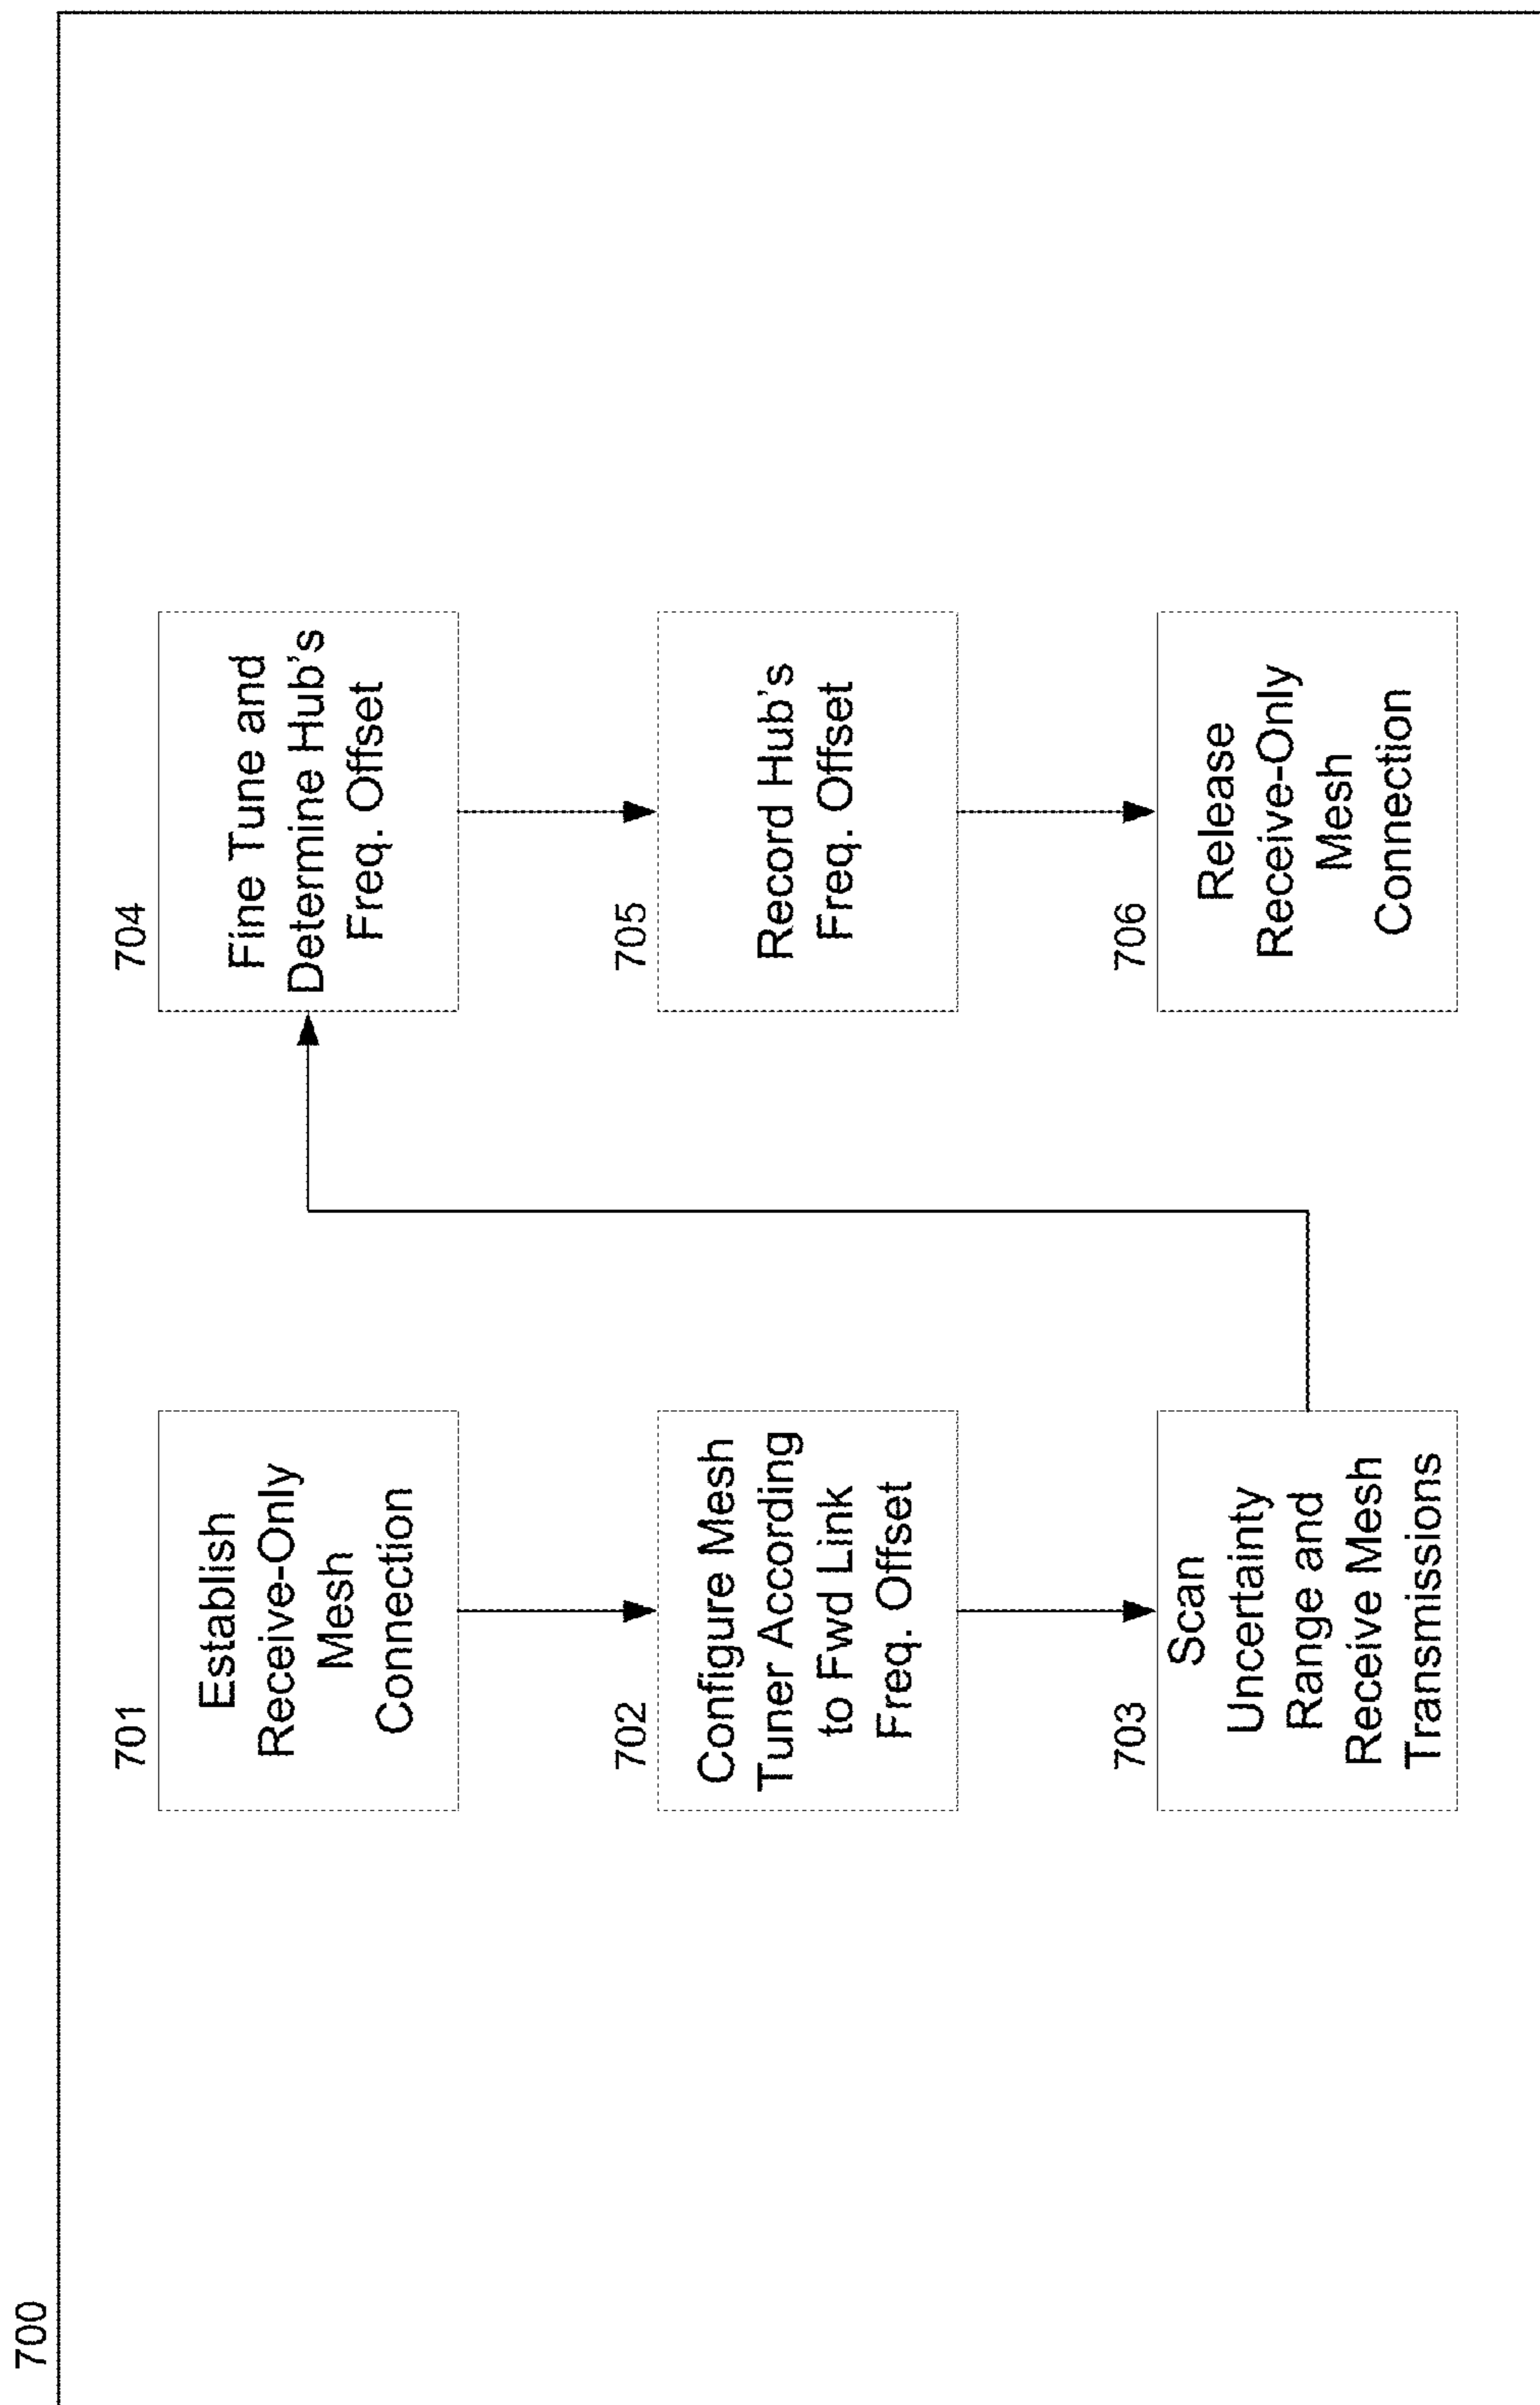 700
701
Establish
Receive-Only
Mesh
Connection
702
Configure Mesh
Tuner According
to Fwd Link
Freq. Offset
703
Scan
Uncertainty
Range and
Receive Mesh
Transmissions
704
Fine Tune and
Determine Hub's
Freq. Offset
705
Record Hub's
Freq. Offset
706
Release
Receive-Only
Mesh
Connection